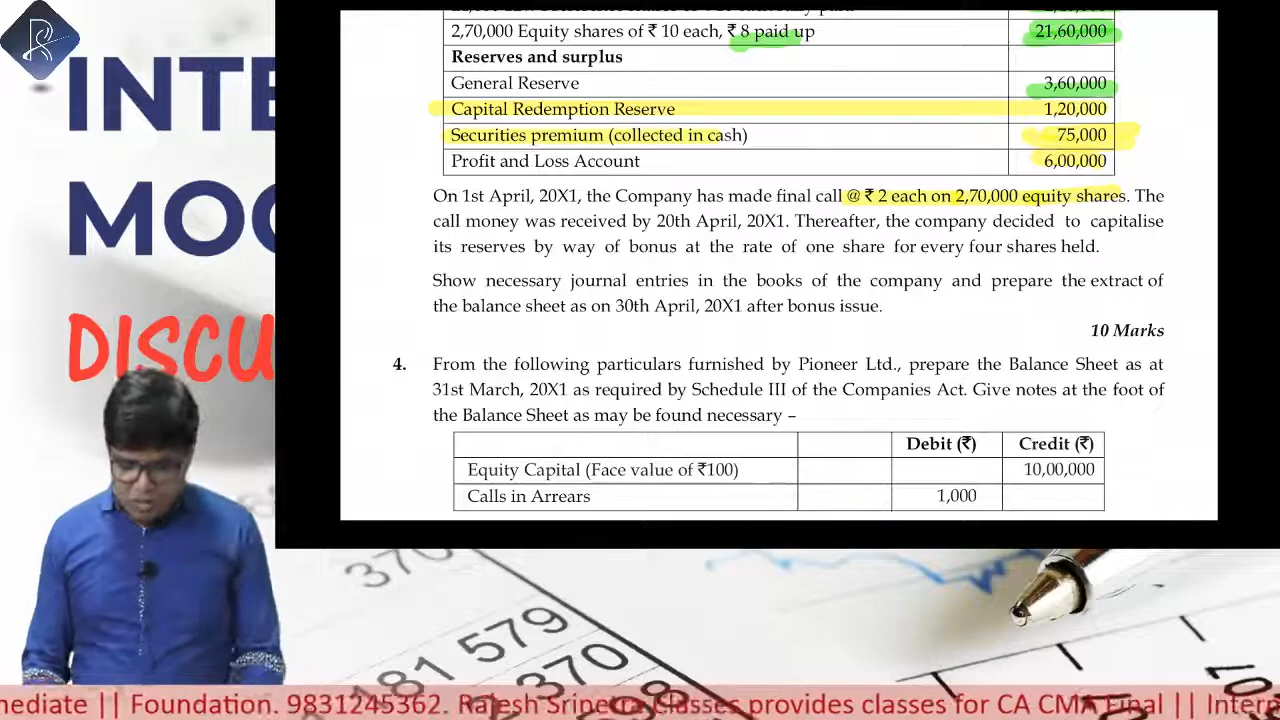 INTE
MOC
DISCU
2,70,000 Equity shares of ₹ 10 each, ₹ 8 paid up 21,60,000
Reserves and surplus
General Reserve 3,60,000
Capital Redemption Reserve 1,20,000
Securities premium (collected in cash) 75,000
Profit and Loss Account 6,00,000
On 1st April, 20X1, the Company has made final call @ ₹ 2 each on 2,70,000 equity shares. The
call money was received by 20th April, 20X1. Thereafter, the company decided to capitalise
its reserves by way of bonus at the rate of one share for every four shares held.
Show necessary journal entries in the books of the company and prepare the extract of
the balance sheet as on 30th April, 20X1 after bonus issue.
10 Marks
4. From the following particulars furnished by Pioneer Ltd., prepare the Balance Sheet as at
31st March, 20X1 as required by Schedule III of the Companies Act. Give notes at the foot of
the Balance Sheet as may be found necessary –
Debit (₹) Credit (₹)
Equity Capital (Face value of ₹100) 10,00,000
Calls in Arrears 1,000
370
579
181
370
mediate || Foundation. 9831245362. Rajesh Classes provides classes for CA CMA Final || Inter